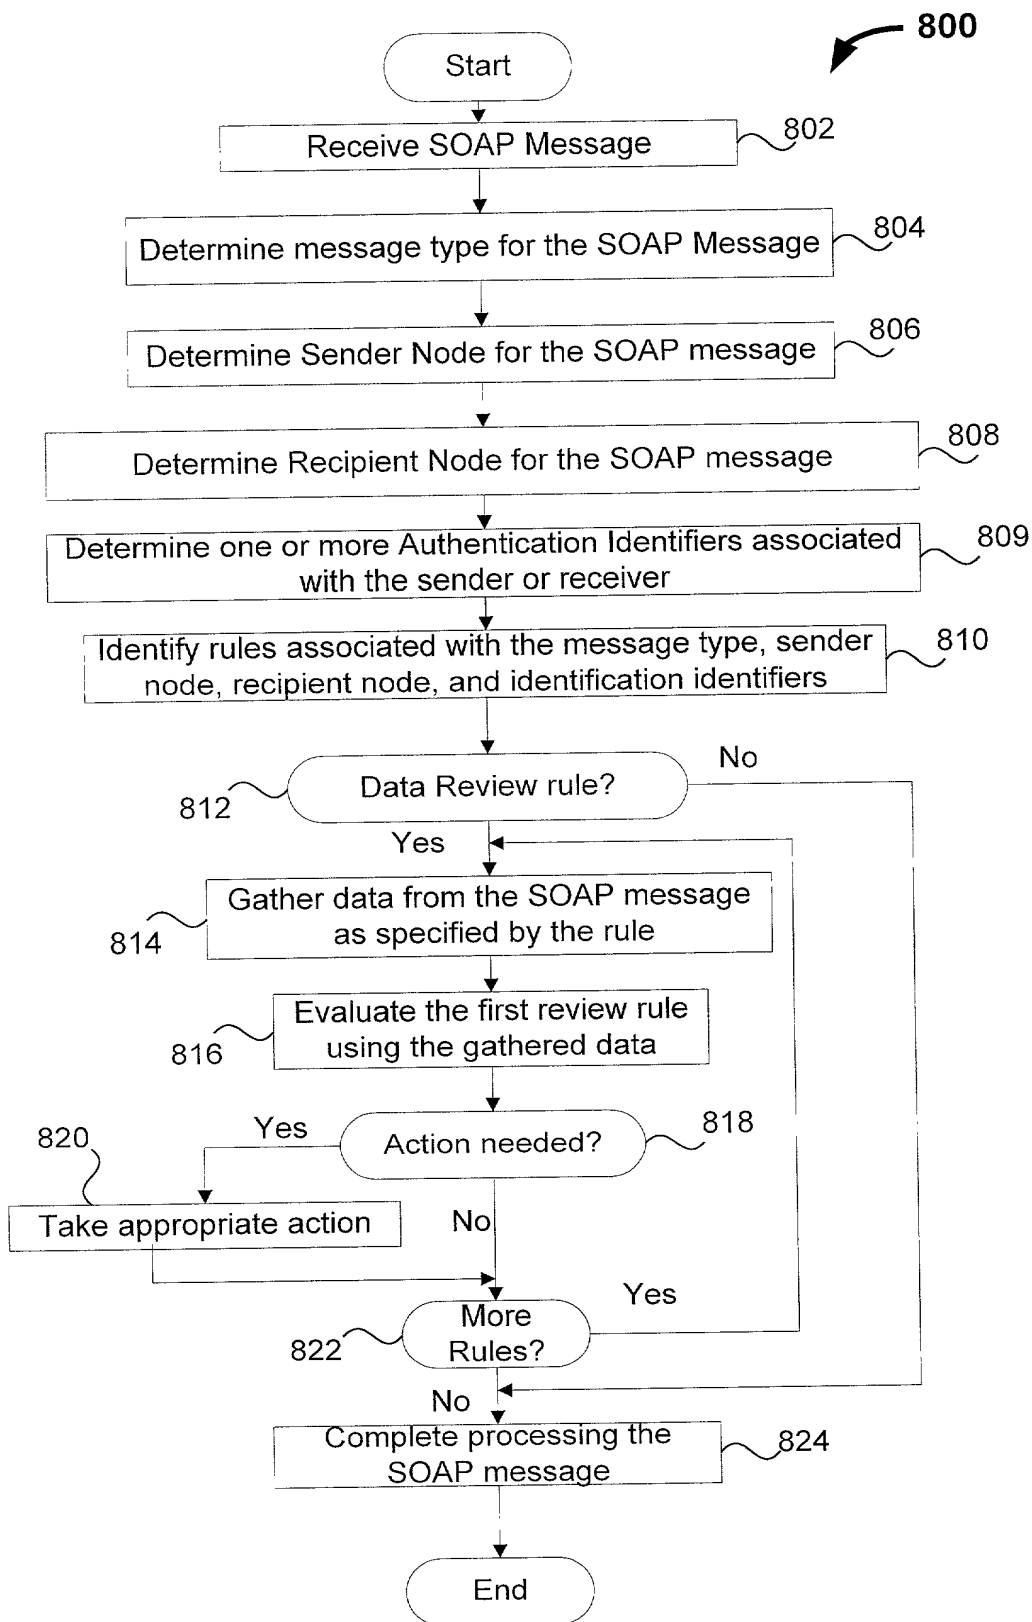 800
Start
Receive SOAP Message
802
Determine message type for the SOAP Message
804
Determine Sender Node for the SOAP message
806
Determine Recipient Node for the SOAP message
808
Determine one or more Authentication Identifiers associated
with the sender or receiver
809
Identify rules associated with the message type, sender
node, recipient node, and identification identifiers
810
Data Review rule?
812
No
Yes
Gather data from the SOAP message
as specified by the rule
814
Evaluate the first review rule
using the gathered data
816
Action needed?
818
Yes
820
Take appropriate action
No
More
Rules?
822
Yes
No
Complete processing the
SOAP message
824
End